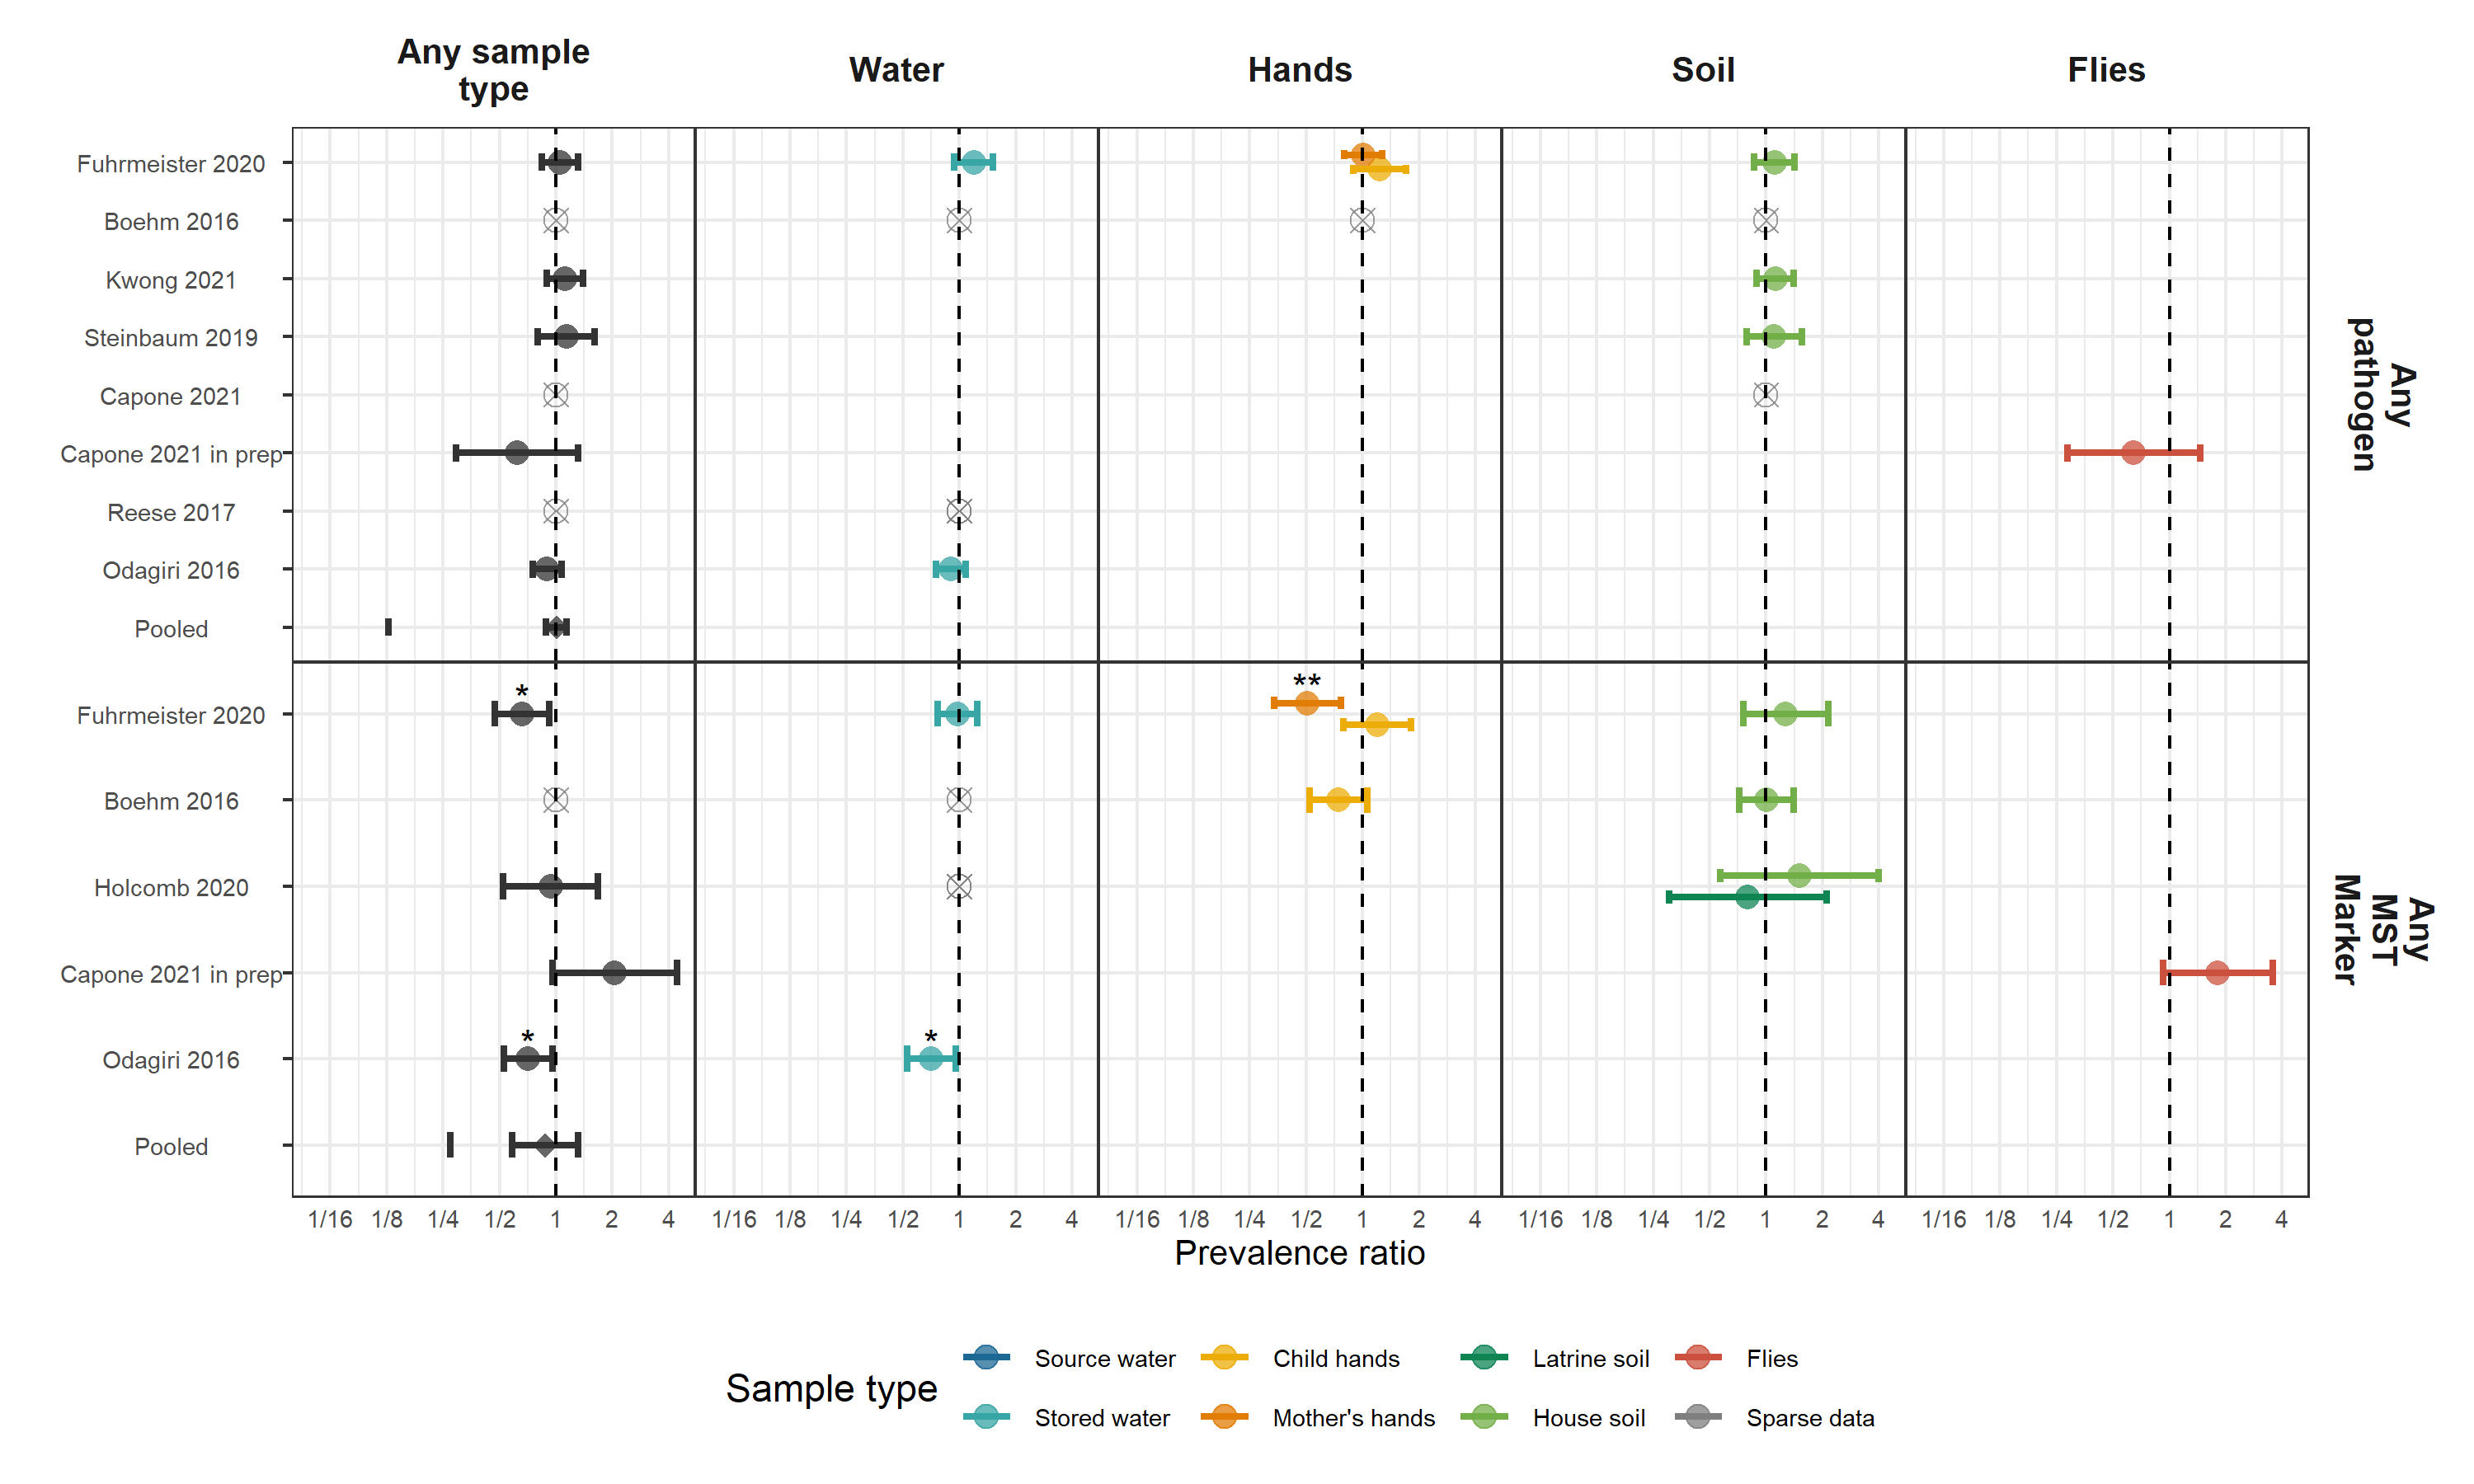 Any sample
type
Water
Hands
Soil
Flies
Fuhrmeister 2020
Boehm 2016
Kwong 2021
Steinbaum 2019
Capone 2021
Capone 2021 in prep
Reese 2017
Odagiri 2016
Pooled
Any
pathogen
Fuhrmeister 2020
*
**
Boehm 2016
Holcomb 2020
Capone 2021 in prep
Odagiri 2016
*
*
Pooled
Any
MST
Marker
1/16 1/8 1/4 1/2 1 2 4 1/16 1/8 1/4 1/2 1 2 4 1/16 1/8 1/4 1/2 1 2 4 1/16 1/8 1/4 1/2 1 2 4 1/16 1/8 1/4 1/2 1 2 4
Prevalence ratio
Sample type
Source water
Child hands
Latrine soil
Flies
Stored water
Mother's hands
House soil
Sparse data